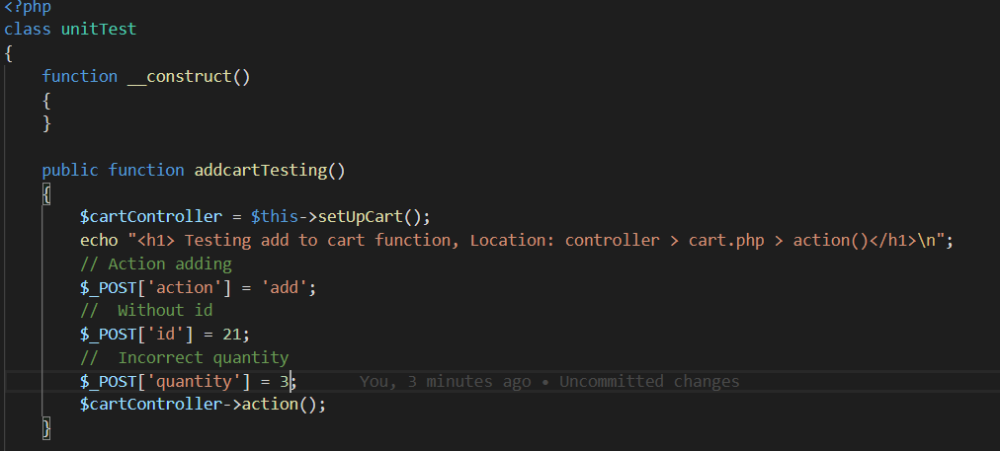 <?php
class unitTest
{
    function __construct()
    {
    }

    public function addcartTesting()
    {
        $cartController = $this->setUpCart();
        echo "<h1> Testing add to cart function, Location: controller > cart.php > action()</h1>\n";
        // Action adding
        $_POST['action'] = 'add';
        //  Without id
        $_POST['id'] = 21;
        //  Incorrect quantity
        $_POST['quantity'] = 3;      You, 3 minutes ago • Uncommitted changes
        $cartController->action();
    }